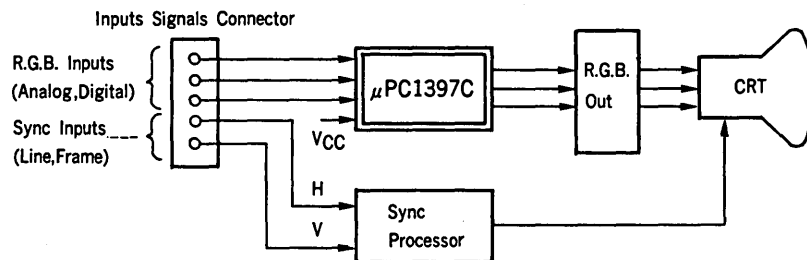 Inputs Signals Connector
R.G.B. Inputs
(Analog,Digital)
Sync Inputs
(Line,Frame)
μPC1397C
VCC
R.G.B.
Out
CRT
H
V
Sync
Processor